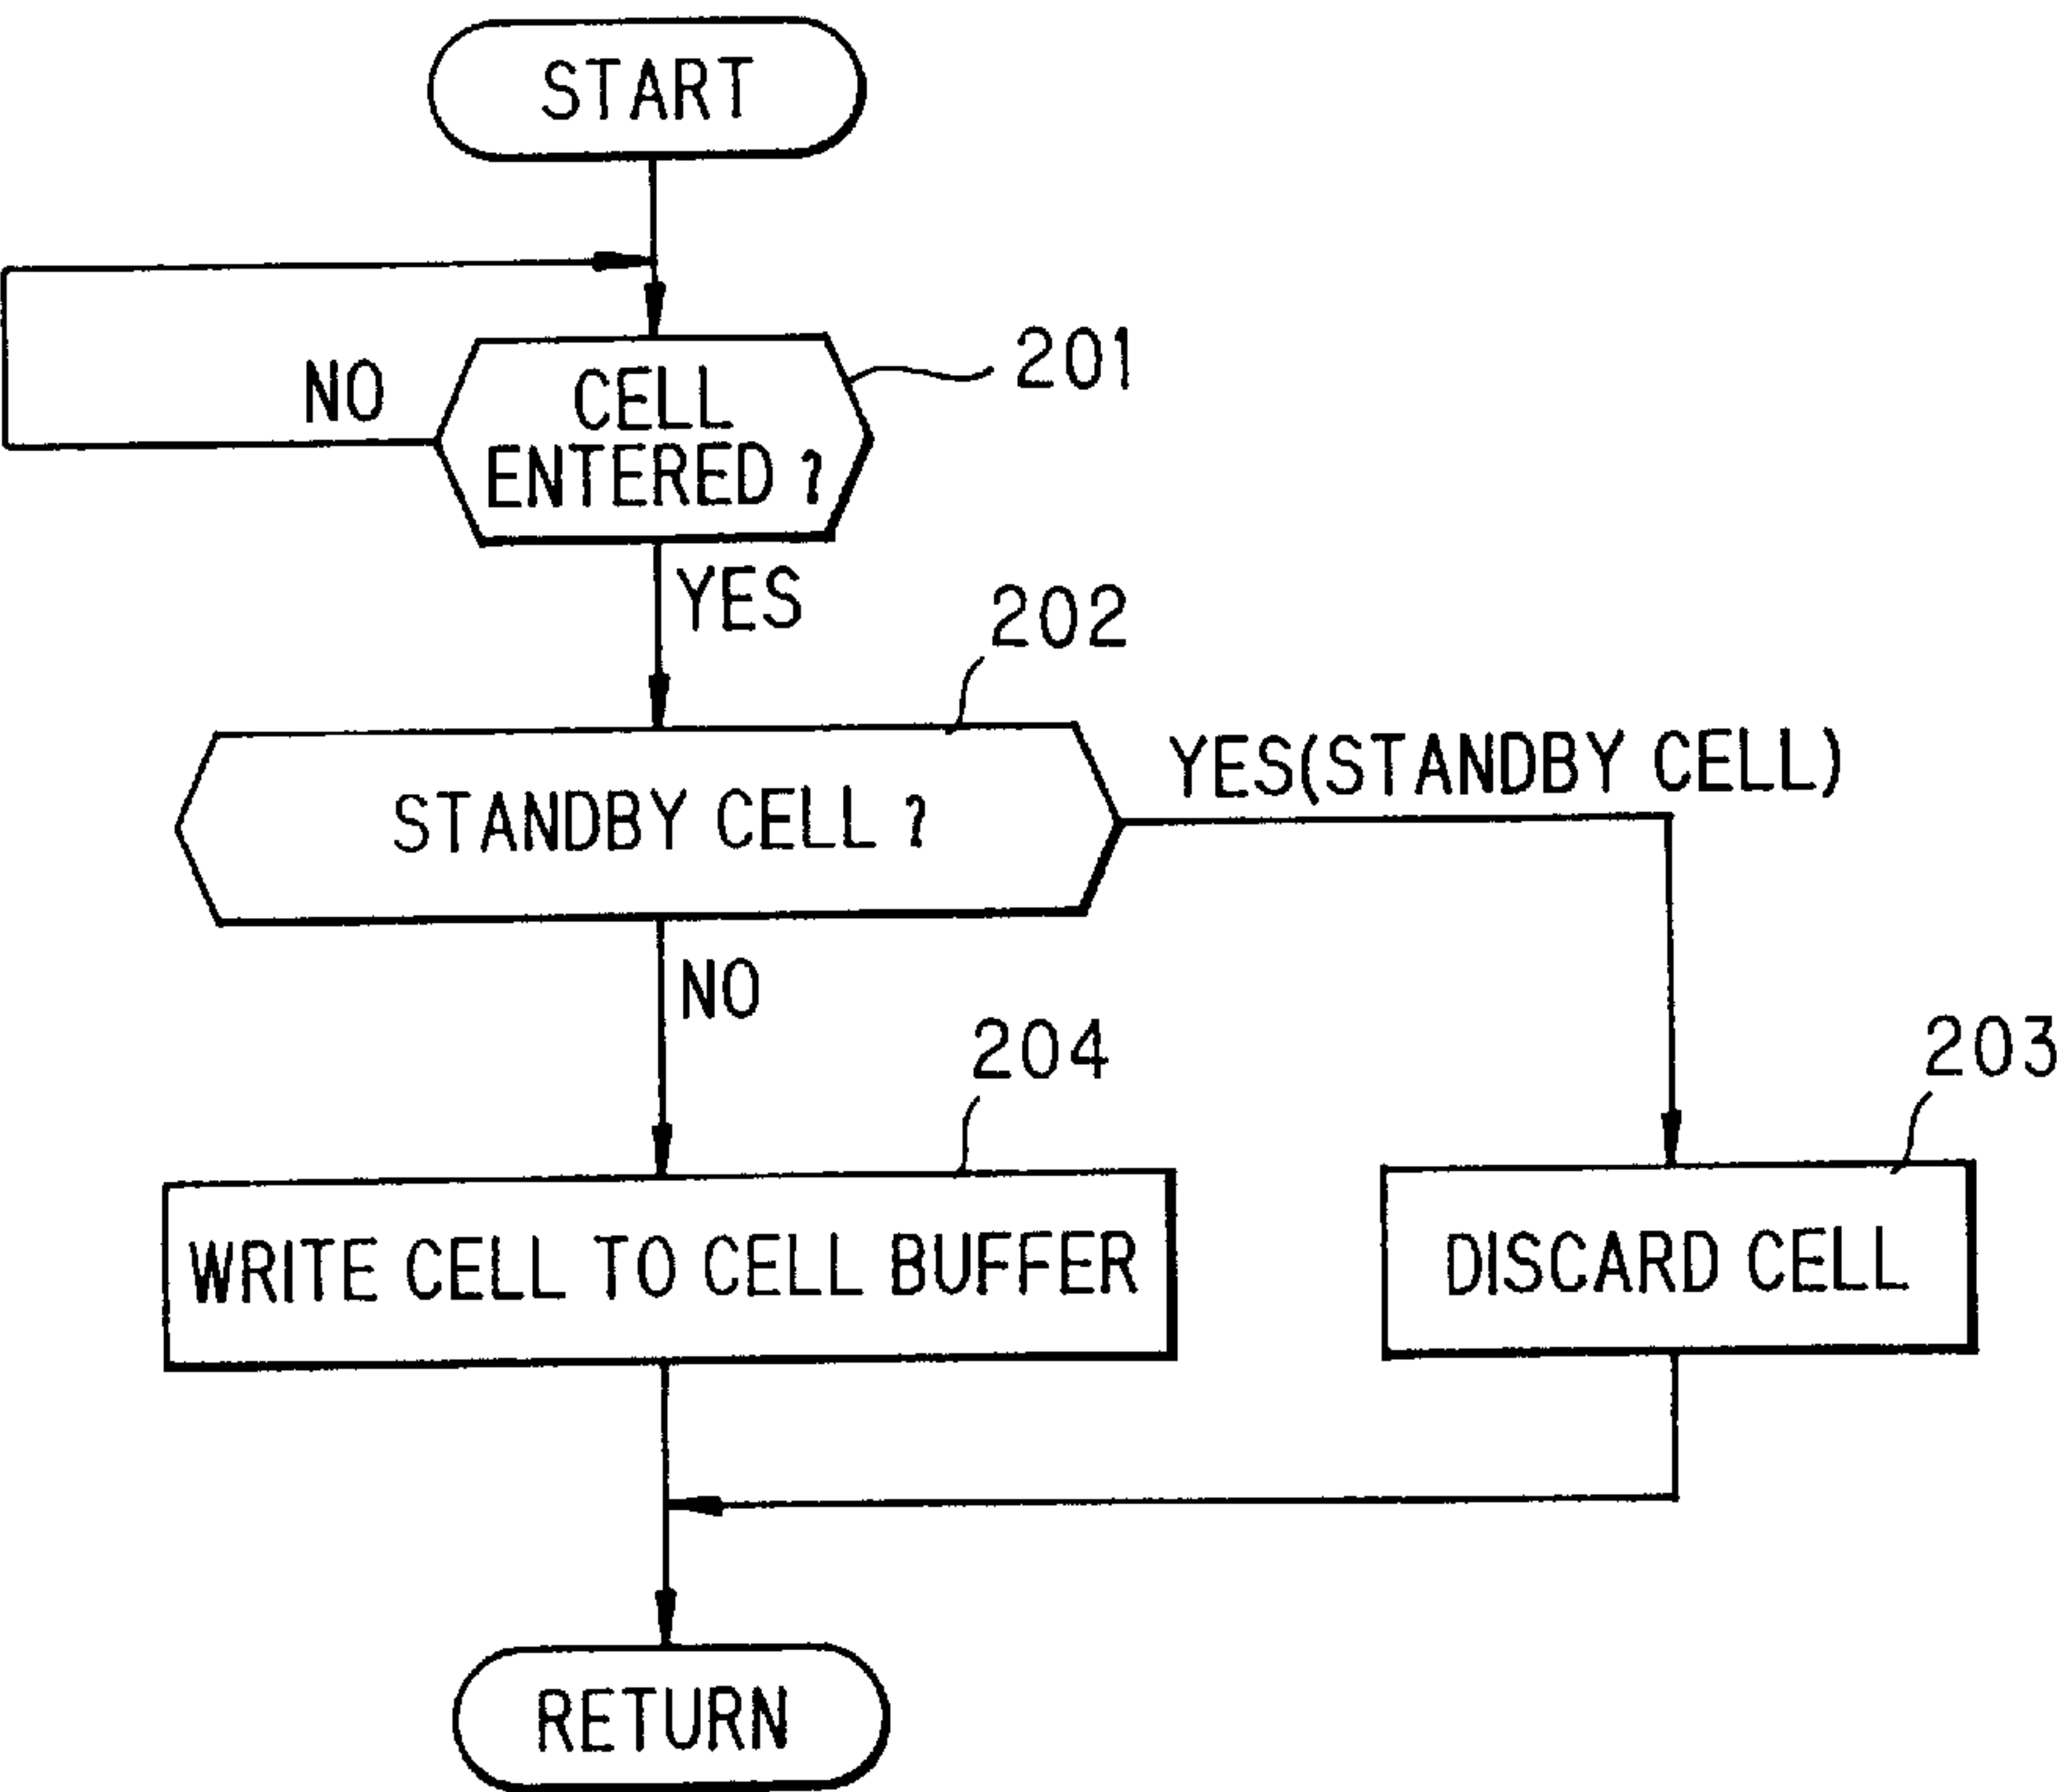 START
NO
CELL
ENTERED ?
201
YES
202
STANDBY CELL ?
YES(STANDBY CELL)
NO
204
203
WRITE CELL TO CELL BUFFER
DISCARD CELL
RETURN